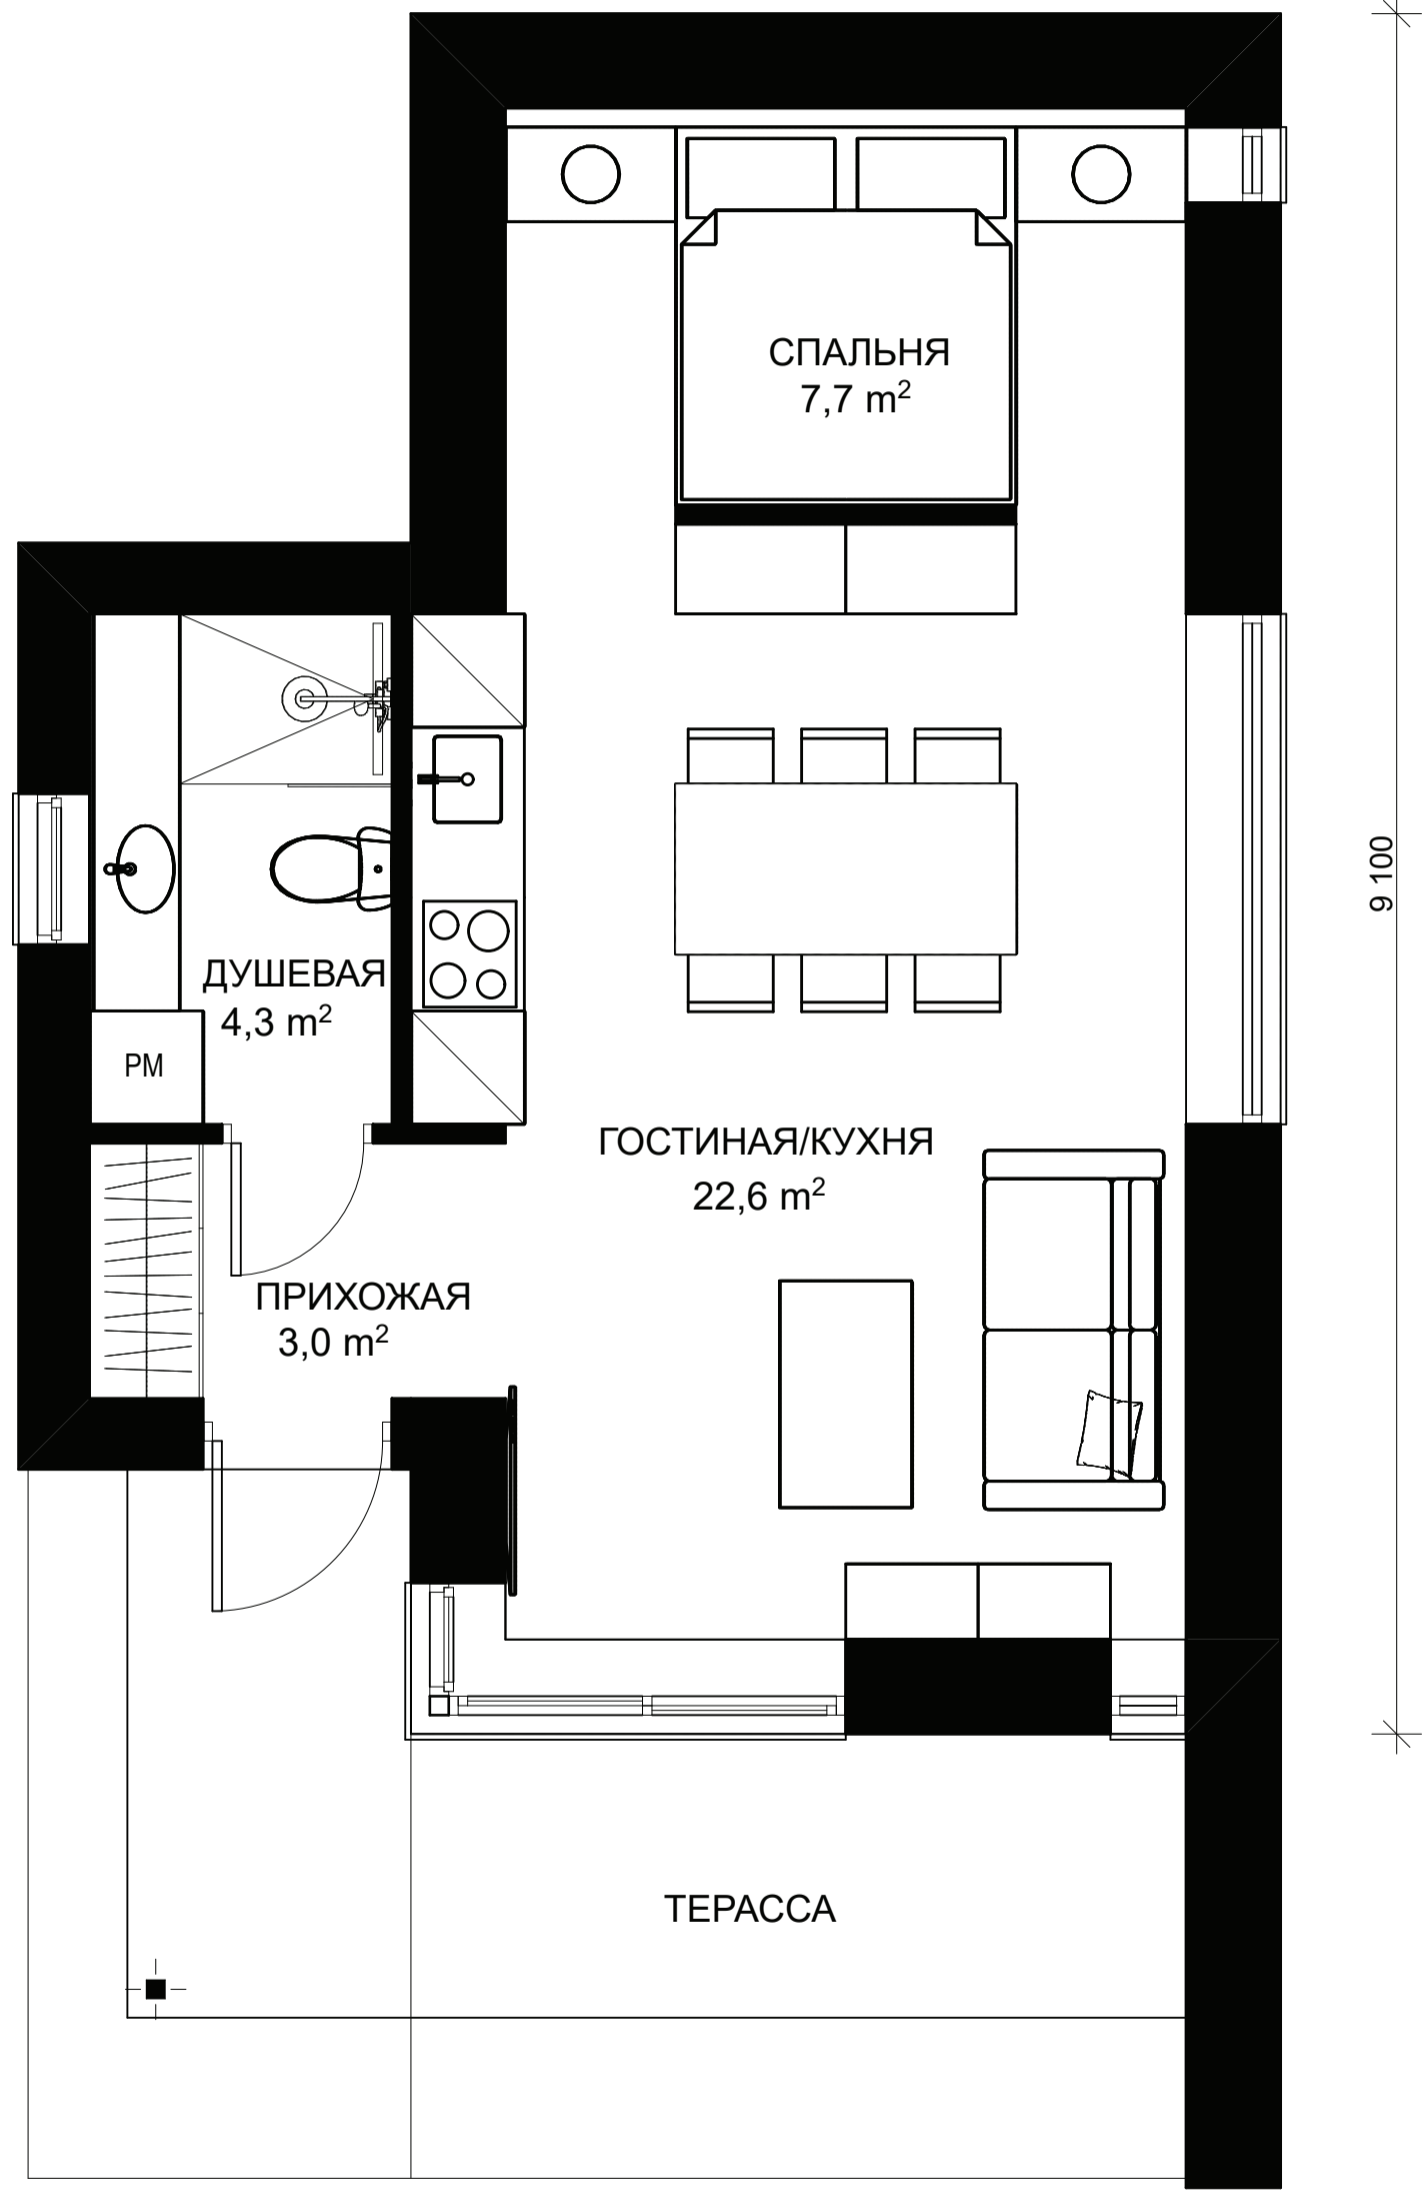 СПАЛЬНЯ
7,7 m²
9 100
ДУШЕВАЯ
4,3 m²
PM
ГОСТИНАЯ/КУХНЯ
22,6 m²
ПРИХОЖАЯ
3,0 m²
ТЕРАССА